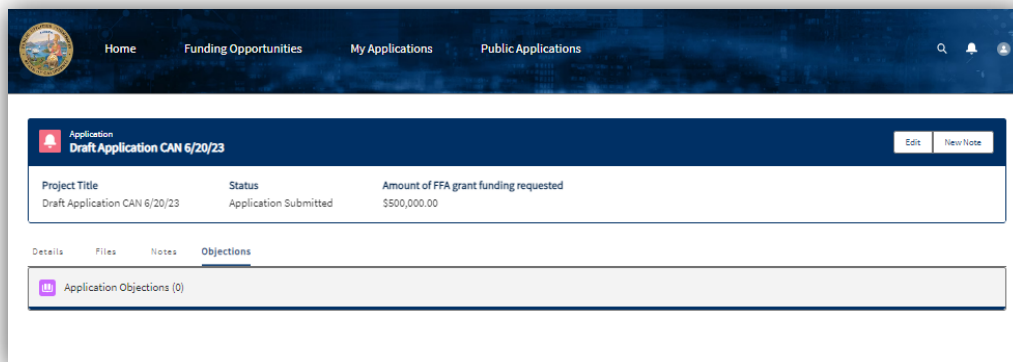 Home Funding Opportunities My Applications Public Applications
Application
Draft Application CAN 6/20/23
Edit New Note
Project Title Status Amount of FFA grant funding requested
Draft Application CAN 6/20/23 Application Submitted $500,000.00
Details Files Notes Objections
Application Objections (0)